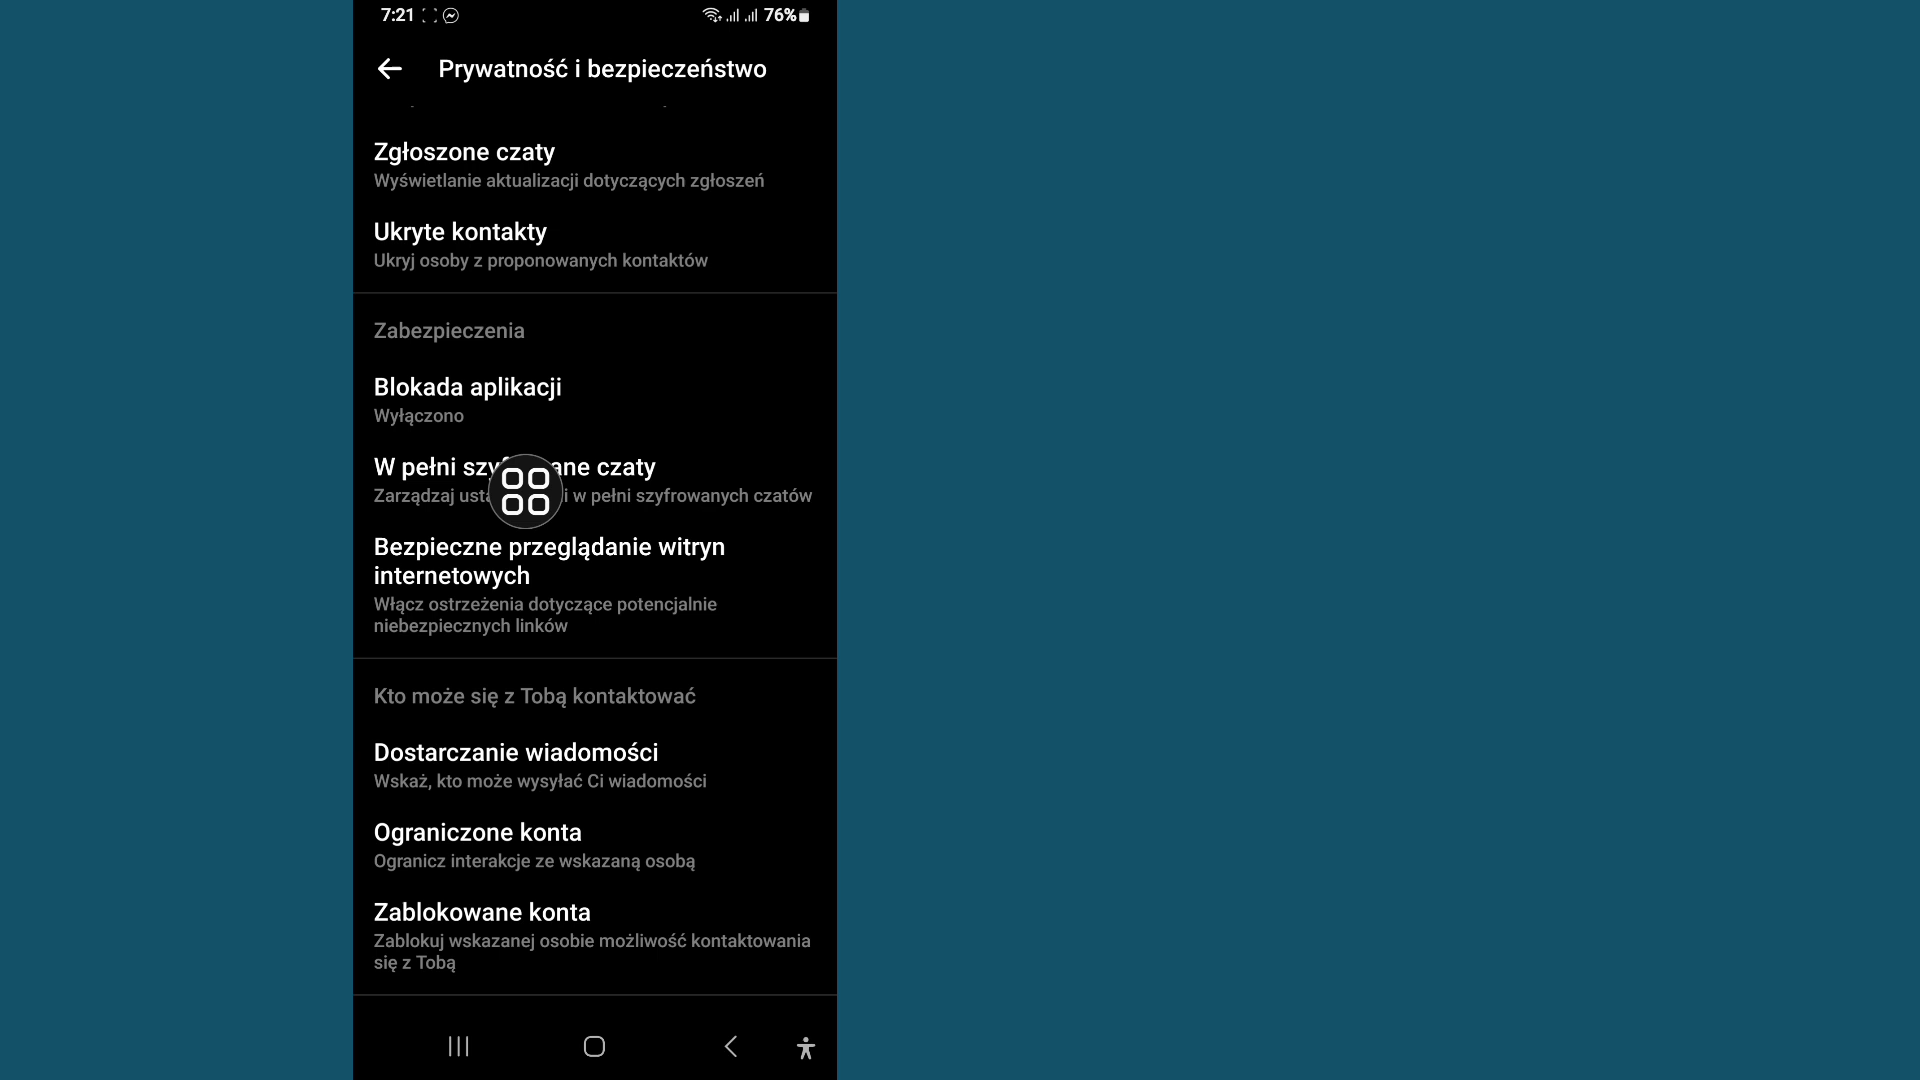 7:21
76%
Prywatność i bezpieczeństwo
Zgłoszone czaty
Wyświetlanie aktualizacji dotyczących zgłoszeń
Ukryte kontakty
Ukryj osoby z proponowanych kontaktów
Zabezpieczenia
Blokada aplikacji
Wyłączono
W pełni czaty
Zarządzaj w pełni szyfrowanych czatów
Bezpieczne przeglądanie witryn
internetowych
Włącz ostrzeżenia dotyczące potencjalnie
niebezpiecznych linków
Kto może się z Tobą kontaktować
Dostarczanie wiadomości
Wskaż, kto może wysyłać Ci wiadomości
Ograniczone konta
Ogranicz interakcje ze wskazaną osobą
Zablokowane konta
Zablokuj wskazanej osobie możliwość kontaktowania
się z Tobą